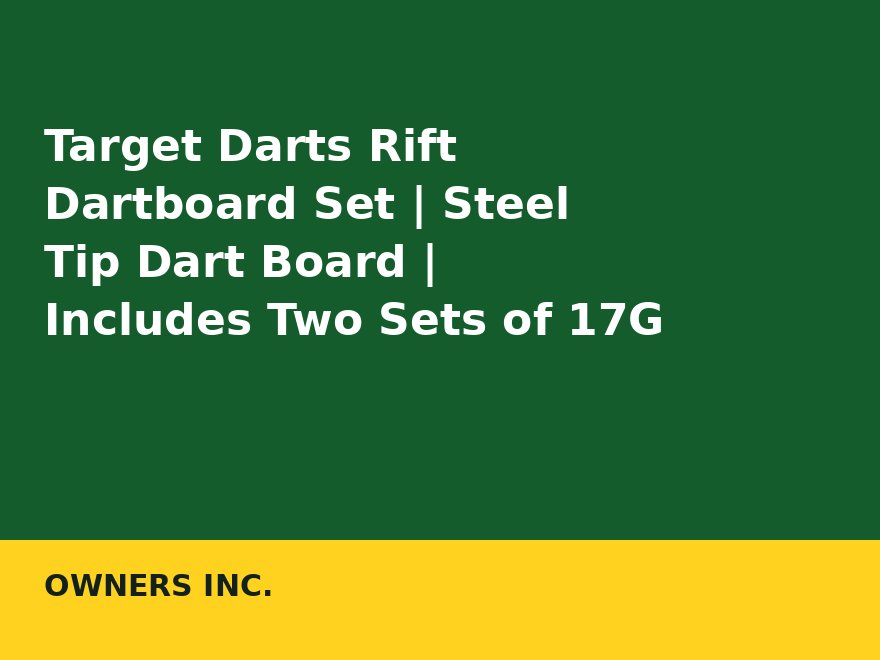 Target Darts Rift
Dartboard Set | Steel
Tip Dart Board |
Includes Two Sets of 17G
OWNERS INC.